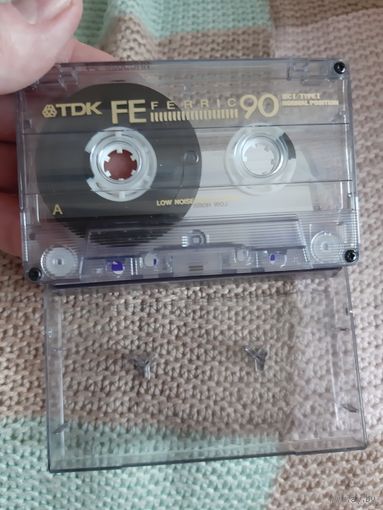 TDK FE FERRIC 90 IEC I/TYPE I
NORMAL POSITION
A
LOW NOISE